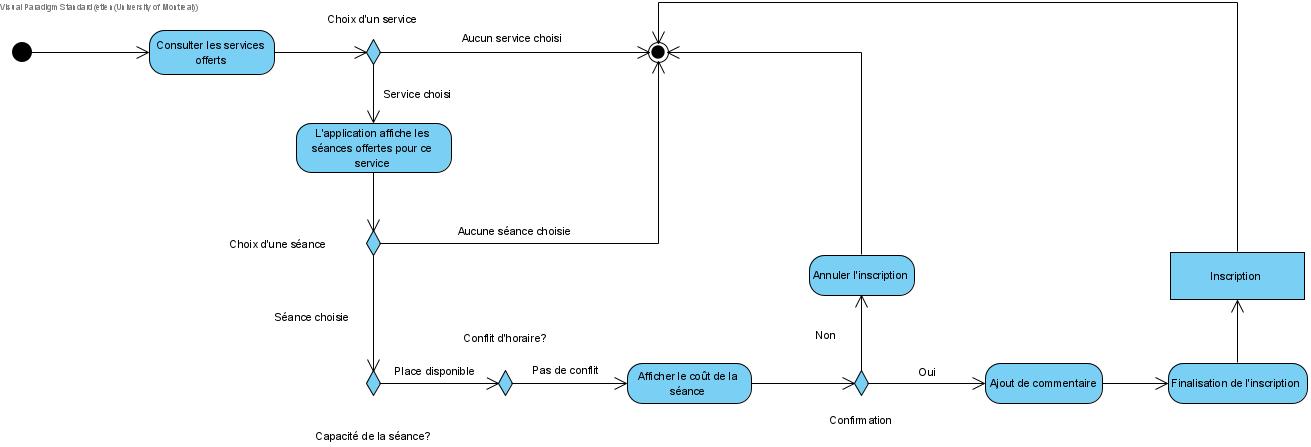 Visual Paradigm Standard(etien(University of Montreal))
Choix d'un service
Consulter les services
offerts
Aucun service choisi
Service choisi
L'application affiche les
séances offertes pour ce
service
Choix d'une séance
Aucune séance choisie
Annuler l'inscription
Inscription
Séance choisie
Conflit d'horaire?
Non
Place disponible
Pas de conflit
Afficher le coût de la
séance
Oui
Ajout de commentaire
Finalisation de l'inscription
Confirmation
Capacité de la séance?